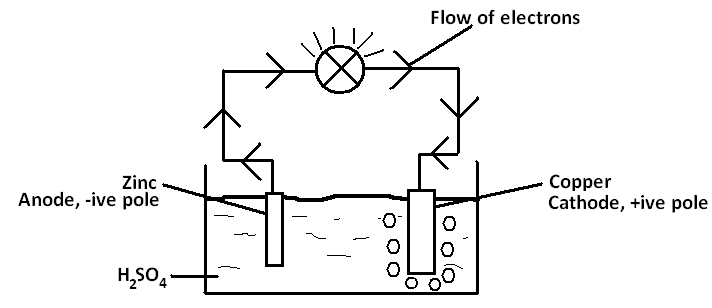 Flow of electrons
Zinc
Anode, -ive pole
Copper
Cathode, +ive pole
H₂SO₄